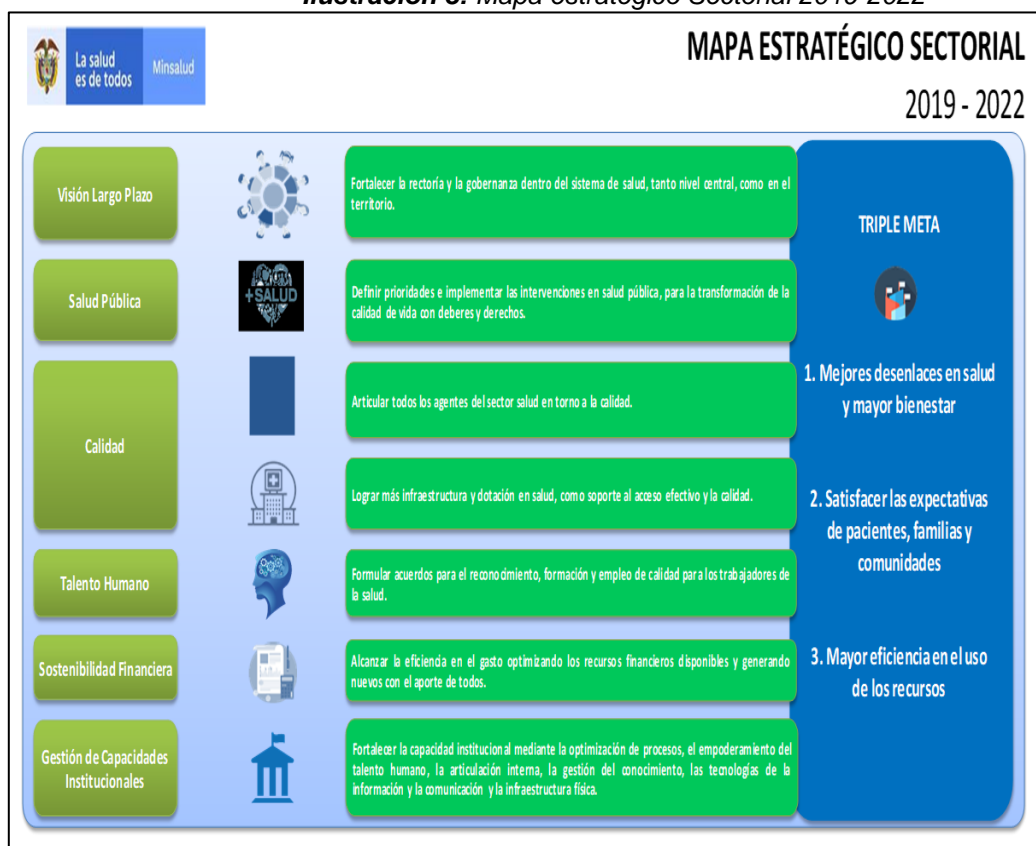 Mapa estratégico Sectorial 2019-2022
La salud
es de todos
Minsalud
MAPA ESTRATÉGICO SECTORIAL
2019 - 2022
Visión Largo Plazo
Fortalecer la rectoría y la gobernanza dentro del sistema de salud, tanto nivel central, como en el
territorio.
Salud Pública
+SALUD
Definir prioridades e implementar las intervenciones en salud pública, para la transformación de la
calidad de vida con deberes y derechos.
Calidad
Articular todos los agentes del sector salud en torno a la calidad.
Lograr más infraestructura y dotación en salud, como soporte al acceso efectivo y la calidad.
Talento Humano
Formular acuerdos para el reconocimiento, formación y empleo de calidad para los trabajadores de
la salud.
Sostenibilidad Financiera
Alcanzar la eficiencia en el gasto optimizando los recursos financieros disponibles y generando
nuevos con el aporte de todos.
Gestión de Capacidades
Institucionales
Fortalecer la capacidad institucional mediante la optimización de procesos, el empoderamiento del
talento humano, la articulación interna, la gestión del conocimiento, las tecnologías de la
información y la comunicación y la infraestructura física.
TRIPLE META
1. Mejores desenlaces en salud
y mayor bienestar
2. Satisfacer las expectativas
de pacientes, familias y
comunidades
3. Mayor eficiencia en el uso
de los recursos